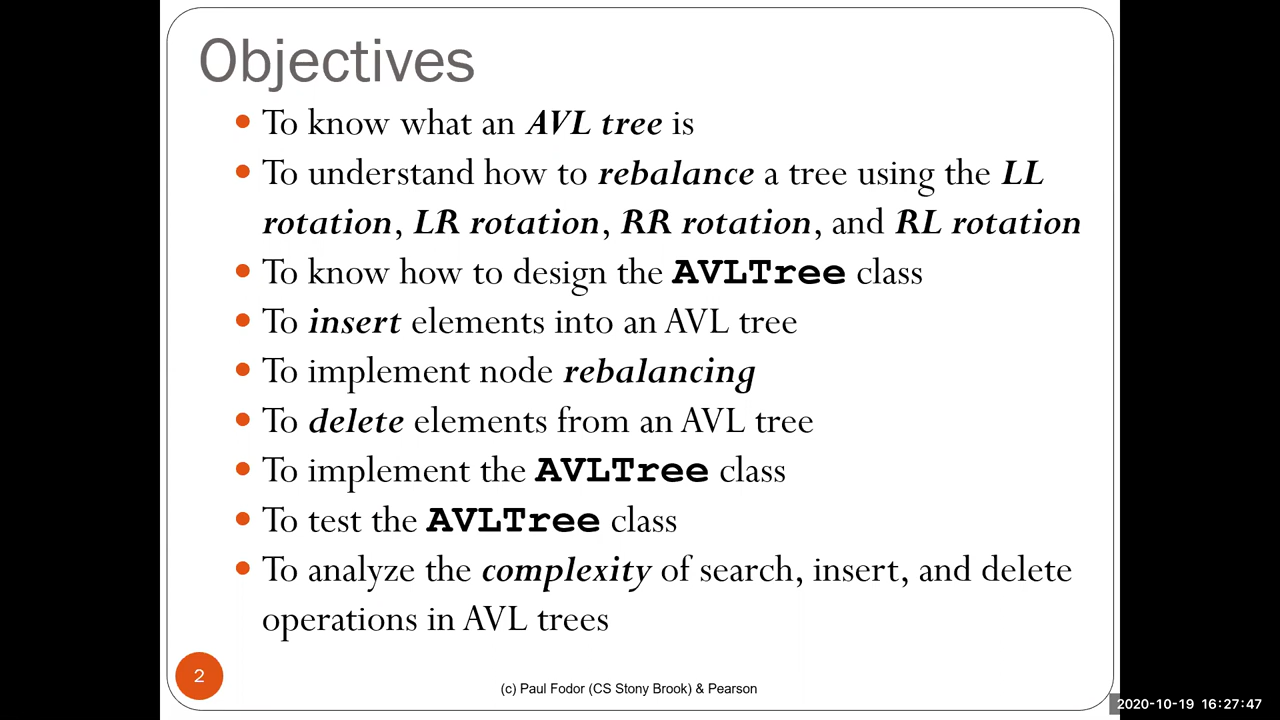 Objectives
To know what an AVL tree is
To understand how to rebalance a tree using the LL
rotation, LR rotation, RR rotation, and RL rotation
To know how to design the AVLTree class
To insert elements into an AVL tree
To implement node rebalancing
To delete elements from an AVL tree
To implement the AVLTree class
To test the AVLTree class
To analyze the complexity of search, insert, and delete
operations in AVL trees
2
(c) Paul Fodor (CS Stony Brook) & Pearson
2020-10-19 16:27:47